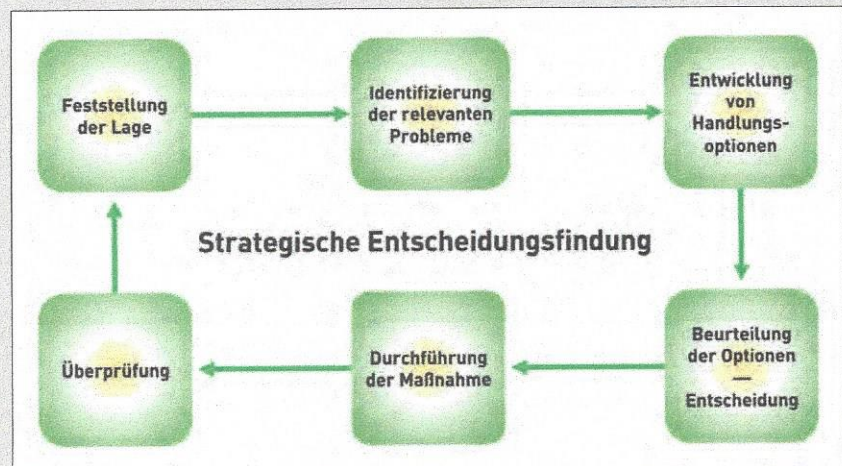 Feststellung
der Lage
Identifizierung
der relevanten
Probleme
Entwicklung
von
Handlungs-
optionen
Strategische Entscheidungsfindung
Überprüfung
Durchführung
der Maßnahme
Beurteilung
der Optionen
—
Entscheidung